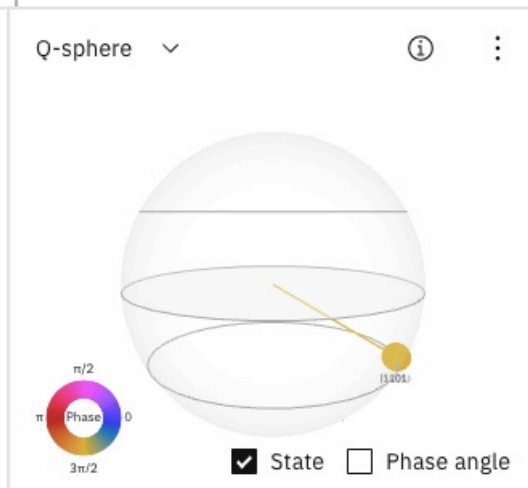 Q-sphere
|1101⟩
π/2
π Phase 0
3π/2
State
Phase angle